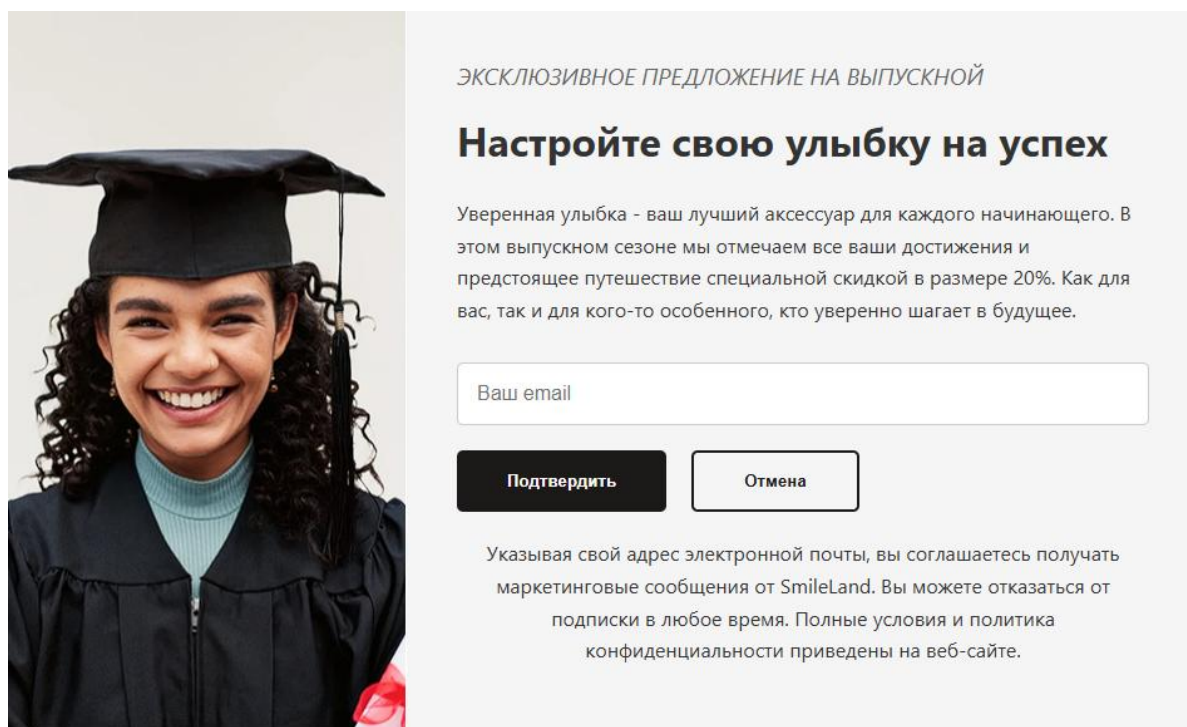 ЭКСКЛЮЗИВНОЕ ПРЕДЛОЖЕНИЕ НА ВЫПУСКНОЙ
Настройте свою улыбку на успех
Уверенная улыбка - ваш лучший аксессуар для каждого начинающего. В
этом выпускном сезоне мы отмечаем все ваши достижения и
предстоящее путешествие специальной скидкой в размере 20%. Как для
вас, так и для кого-то особенного, кто уверенно шагает в будущее.
Ваш email
Подтвердить Отмена
Указывая свой адрес электронной почты, вы соглашаетесь получать
маркетинговые сообщения от SmileLand. Вы можете отказаться от
подписки в любое время. Полные условия и политика
конфиденциальности приведены на веб-сайте.